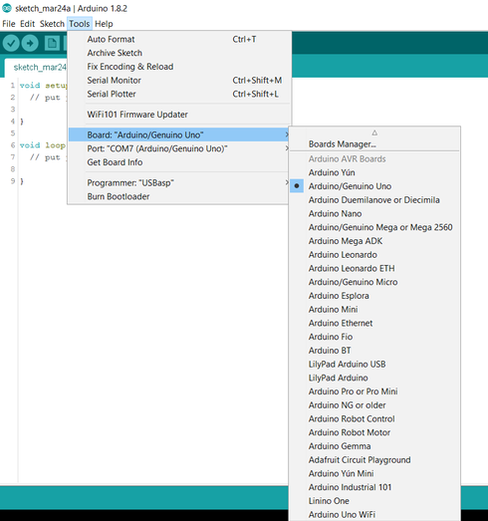 sketch_mar24a | Arduino 1.8.2
File Edit Sketch Tools Help
sketch_mar24
Auto Format Ctrl+T
Archive Sketch
Fix Encoding & Reload
Serial Monitor Ctrl+Shift+M
Serial Plotter Ctrl+Shift+L
WiFi101 Firmware Updater
Board: "Arduino/Genuino Uno"
Port: "COM7 (Arduino/Genuino Uno)"
Get Board Info
Programmer: "USBasp"
Burn Bootloader
1 void setup
2 // put
3
4 }
5
6 void loop
7 // put
8
9 }
Boards Manager...
Arduino AVR Boards
Arduino Yún
Arduino/Genuino Uno
Arduino Duemilanove or Diecimila
Arduino Nano
Arduino/Genuino Mega or Mega 2560
Arduino Mega ADK
Arduino Leonardo
Arduino Leonardo ETH
Arduino/Genuino Micro
Arduino Esplora
Arduino Mini
Arduino Ethernet
Arduino Fio
Arduino BT
LilyPad Arduino USB
LilyPad Arduino
Arduino Pro or Pro Mini
Arduino NG or older
Arduino Robot Control
Arduino Robot Motor
Arduino Gemma
Adafruit Circuit Playground
Arduino Yún Mini
Arduino Industrial 101
Linino One
Arduino Uno WiFi